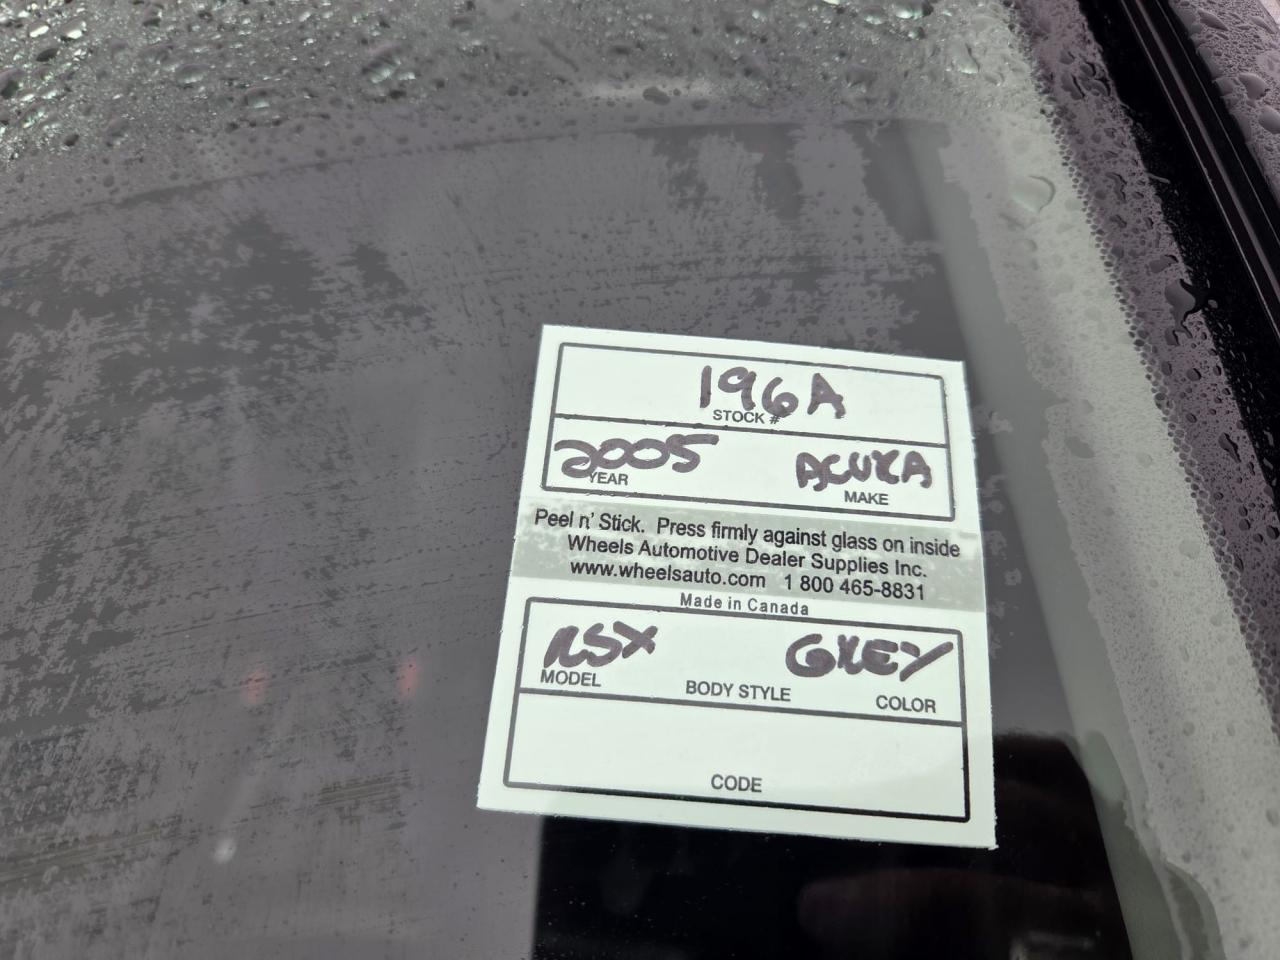 196A
STOCK #
2005 ACURA
YEAR MAKE
Peel n' Stick. Press firmly against glass on inside
Wheels Automotive Dealer Supplies Inc.
www.wheelsauto.com 1 800 465-8831
Made in Canada
RSX GREY
MODEL BODY STYLE COLOR
CODE